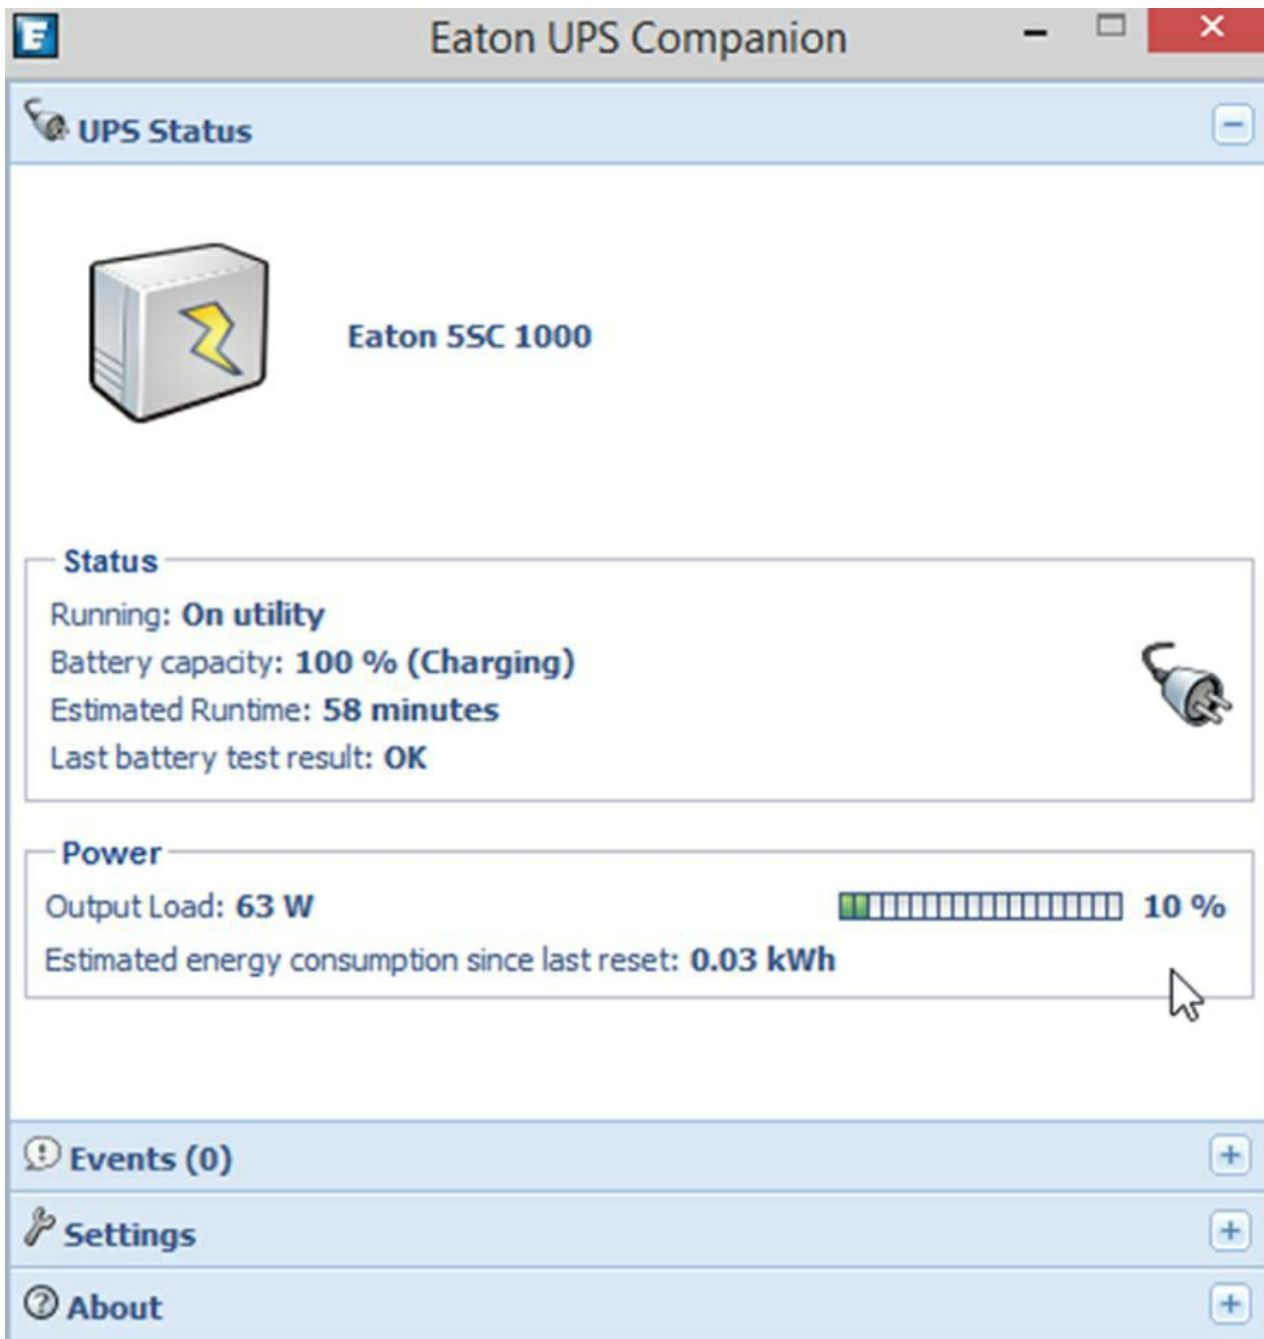 Eaton UPS Companion
UPS Status
Eaton 5SC 1000
Status
Running: On utility
Battery capacity: 100 % (Charging)
Estimated Runtime: 58 minutes
Last battery test result: OK
Power
Output Load: 63 W 10 %
Estimated energy consumption since last reset: 0.03 kWh
Events (0)
Settings
About